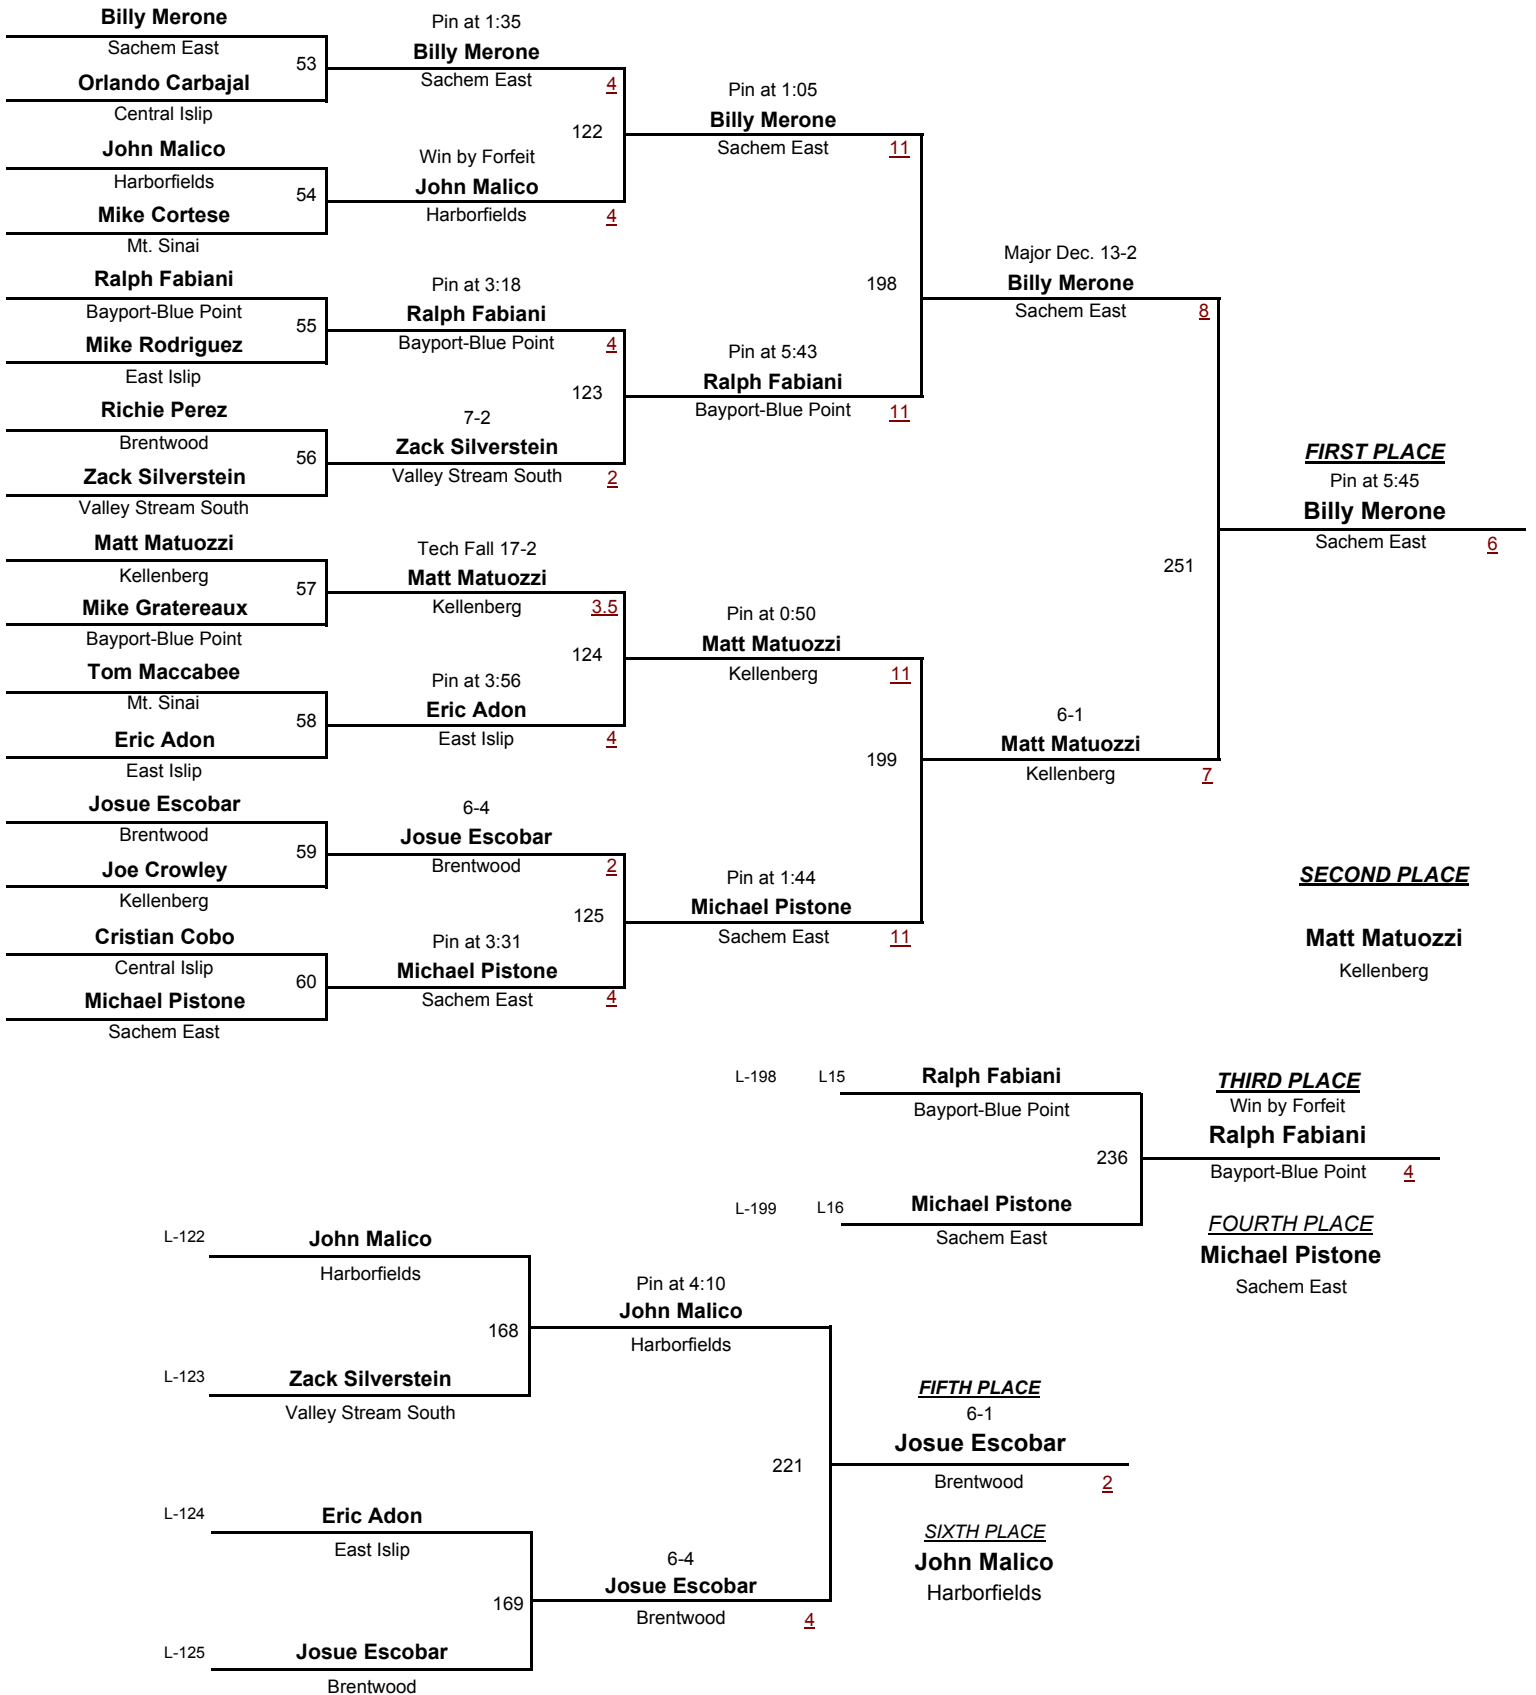 Billy Merone
Sachem East
53
Orlando Carbajal
Central Islip
John Malico
Harborfields
54
Mike Cortese
Mt. Sinai
Ralph Fabiani
Bayport-Blue Point
55
Mike Rodriguez
East Islip
Richie Perez
Brentwood
56
Zack Silverstein
Valley Stream South
Matt Matuozzi
Kellenberg
57
Mike Gratereaux
Bayport-Blue Point
Tom Maccabee
Mt. Sinai
58
Eric Adon
East Islip
Josue Escobar
Brentwood
59
Joe Crowley
Kellenberg
Cristian Cobo
Central Islip
60
Michael Pistone
Sachem East
Pin at 1:35
Billy Merone
Sachem East 4
122
Win by Forfeit
John Malico
Harborfields 4
Pin at 3:18
Ralph Fabiani
Bayport-Blue Point 4
123
7-2
Zack Silverstein
Valley Stream South 2
Tech Fall 17-2
Matt Matuozzi
Kellenberg 3.5
124
Pin at 3:56
Eric Adon
East Islip 4
6-4
Josue Escobar
Brentwood 2
125
Pin at 3:31
Michael Pistone
Sachem East 4
Pin at 1:05
Billy Merone
Sachem East 11
198
Pin at 5:43
Ralph Fabiani
Bayport-Blue Point 11
Pin at 0:50
Matt Matuozzi
Kellenberg 11
199
Pin at 1:44
Michael Pistone
Sachem East 11
Major Dec. 13-2
Billy Merone
Sachem East 8
251
6-1
Matt Matuozzi
Kellenberg 7
FIRST PLACE
Pin at 5:45
Billy Merone
Sachem East 6
SECOND PLACE
Matt Matuozzi
Kellenberg
L-198 L15 Ralph Fabiani
Bayport-Blue Point
236
L-199 L16 Michael Pistone
Sachem East
THIRD PLACE
Win by Forfeit
Ralph Fabiani
Bayport-Blue Point 4
FOURTH PLACE
Michael Pistone
Sachem East
L-122 John Malico
Harborfields
168
L-123 Zack Silverstein
Valley Stream South
L-124 Eric Adon
East Islip
169
L-125 Josue Escobar
Brentwood
Pin at 4:10
John Malico
Harborfields
221
6-4
Josue Escobar
Brentwood 4
FIFTH PLACE
6-1
Josue Escobar
Brentwood 2
SIXTH PLACE
John Malico
Harborfields